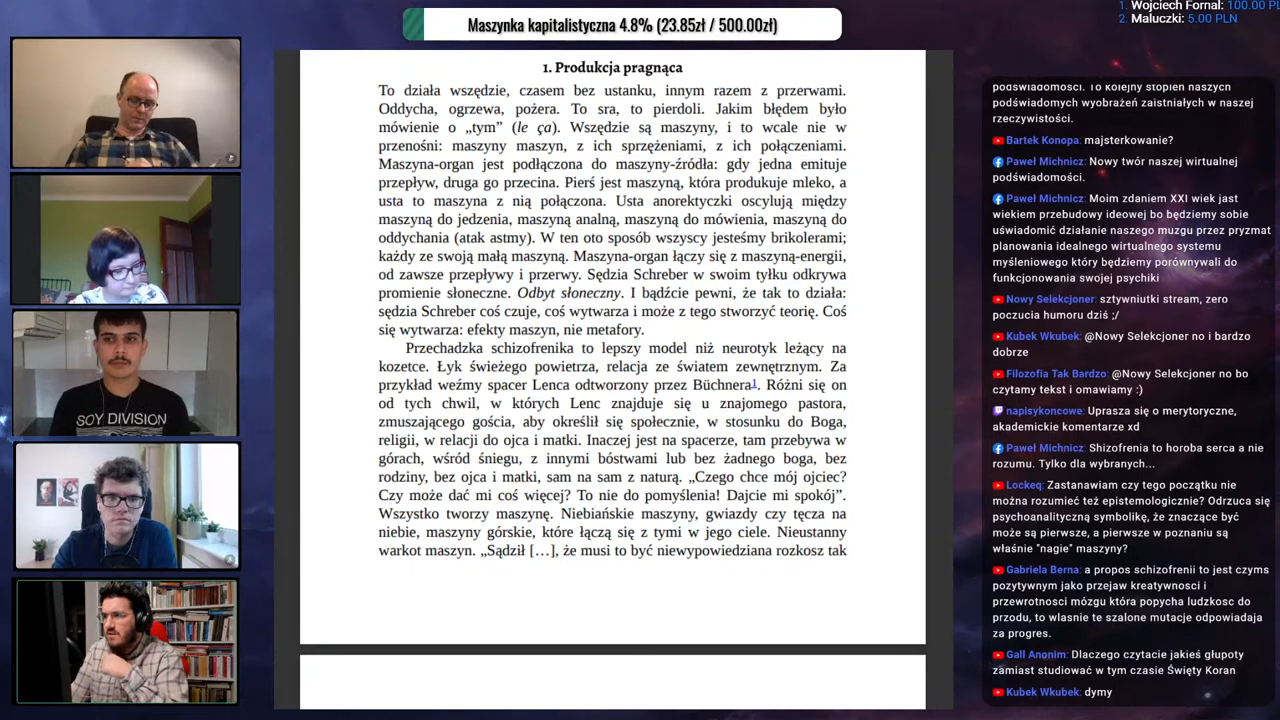 Maszynka kapitalistyczna 4.8% (23.85zł / 500.00zł)
1. Wojciech Fornal: 100.00 PL
2. Maluczki: 5.00 PLN
1. Produkcja pragnąca
To działa wszędzie, czasem bez ustanku, innym razem z przerwami.
Oddycha, ogrzewa, pożera. To sra, to pierdoli. Jakim błędem było
mówienie o „tym” (le ça). Wszędzie są maszyny, i to wcale nie w
przenośni: maszyny maszyn, z ich sprzężeniami, z ich połączeniami.
Maszyna-organ jest podłączona do maszyny-źródła: gdy jedna emituje
przepływ, druga go przecina. Pierś jest maszyną, która produkuje mleko, a
usta to maszyna z nią połączona. Usta anorektyczki oscylują między
maszyną do jedzenia, maszyną analną, maszyną do mówienia, maszyną do
oddychania (atak astmy). W ten oto sposób wszyscy jesteśmy brikolerami;
każdy ze swoją małą maszyną. Maszyna-organ łączy się z maszyną-energii,
od zawsze przepływy i przerwy. Sędzia Schreber w swoim tyłku odkrywa
promienie słoneczne. Odbyt słoneczny. I bądźcie pewni, że tak to działa:
sędzia Schreber coś czuje, coś wytwarza i może z tego stworzyć teorię. Coś
się wytwarza: efekty maszyn, nie metafory.
Przechadzka schizofrenika to lepszy model niż neurotyk leżący na
kozetce. Łyk świeżego powietrza, relacja ze światem zewnętrznym. Za
przykład weźmy spacer Lenca odtworzony przez Büchnera1. Różni się on
od tych chwil, w których Lenc znajduje się u znajomego pastora,
zmuszającego gościa, aby określił się społecznie, w stosunku do Boga,
religii, w relacji do ojca i matki. Inaczej jest na spacerze, tam przebywa w
górach, wśród śniegu, z innymi bóstwami lub bez żadnego boga, bez
rodziny, bez ojca i matki, sam na sam z naturą. „Czego chce mój ojciec?
Czy może dać mi coś więcej? To nie do pomyślenia! Dajcie mi spokój”.
Wszystko tworzy maszynę. Niebiańskie maszyny, gwiazdy czy tęcza na
niebie, maszyny górskie, które łączą się z tymi w jego ciele. Nieustanny
warkot maszyn. „Sądził […], że musi to być niewypowiedziana rozkosz tak
SOY DIVISION
podświadomości. To kolejny stopień naszych
podświadomych wyobrażeń zaistniałych w naszej
rzeczywistości.
Bartek Konopa: majsterkowanie?
Paweł Michnicz: Nowy twór naszej wirtualnej
podświadomości.
Paweł Michnicz: Moim zdaniem XXI wiek jast
wiekiem przebudowy ideowej bo będziemy sobie
uświadomić działanie naszego muzgu przez pryzmat
planowania idealnego wirtualnego systemu
myśleniowego który będziemy porównywali do
funkcjonowania swojej psychiki
Nowy Selekcjoner: sztywniutki stream, zero
poczucia humoru dziś ;/
Kubek Wkubek: @Nowy Selekcjoner no i bardzo
dobrze
Filozofia Tak Bardzo: @Nowy Selekcjoner no bo
czytamy tekst i omawiamy :)
napisykoncowe: Uprasza się o merytoryczne,
akademickie komentarze xd
Paweł Michnicz: Shizofrenia to horoba serca a nie
rozumu. Tylko dla wybranych...
Lockeq: Zastanawiam czy tego początku nie
można rozumieć też epistemologicznie? Odrzuca się
psychoanalityczną symbolikę, że znaczące być
może są pierwsze, a pierwsze w poznaniu są
właśnie "nagie" maszyny?
Gabriela Berna: a propos schizofrenii to jest czyms
pozytywnym jako przejaw kreatywnosci i
przewrotnosci mózgu która popycha ludzkosc do
przodu, to wlasnie te szalone mutacje odpowiadaja
za progres.
Gall Anonim: Dlaczego czytacie jakieś głupoty
zamiast studiować w tym czasie Święty Koran
Kubek Wkubek: dymy